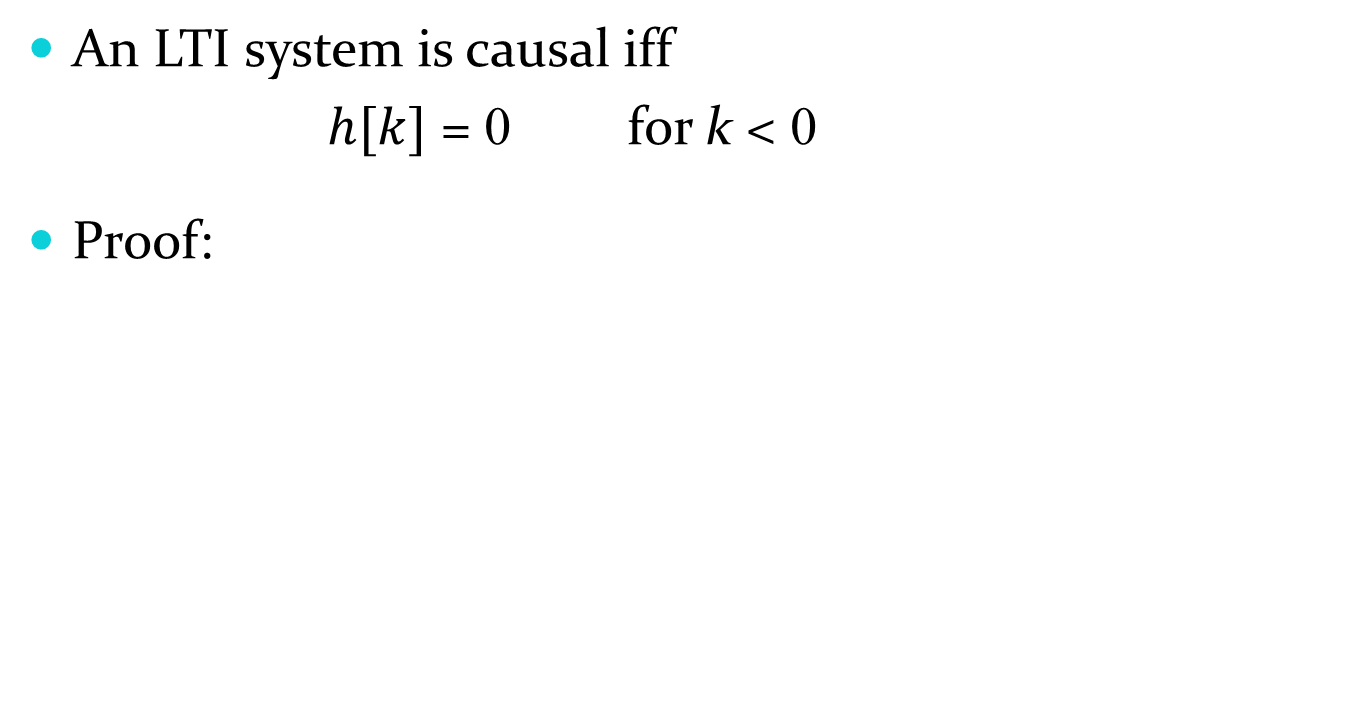 • An LTI system is causal iff
h[k] = 0 for k < 0
• Proof: